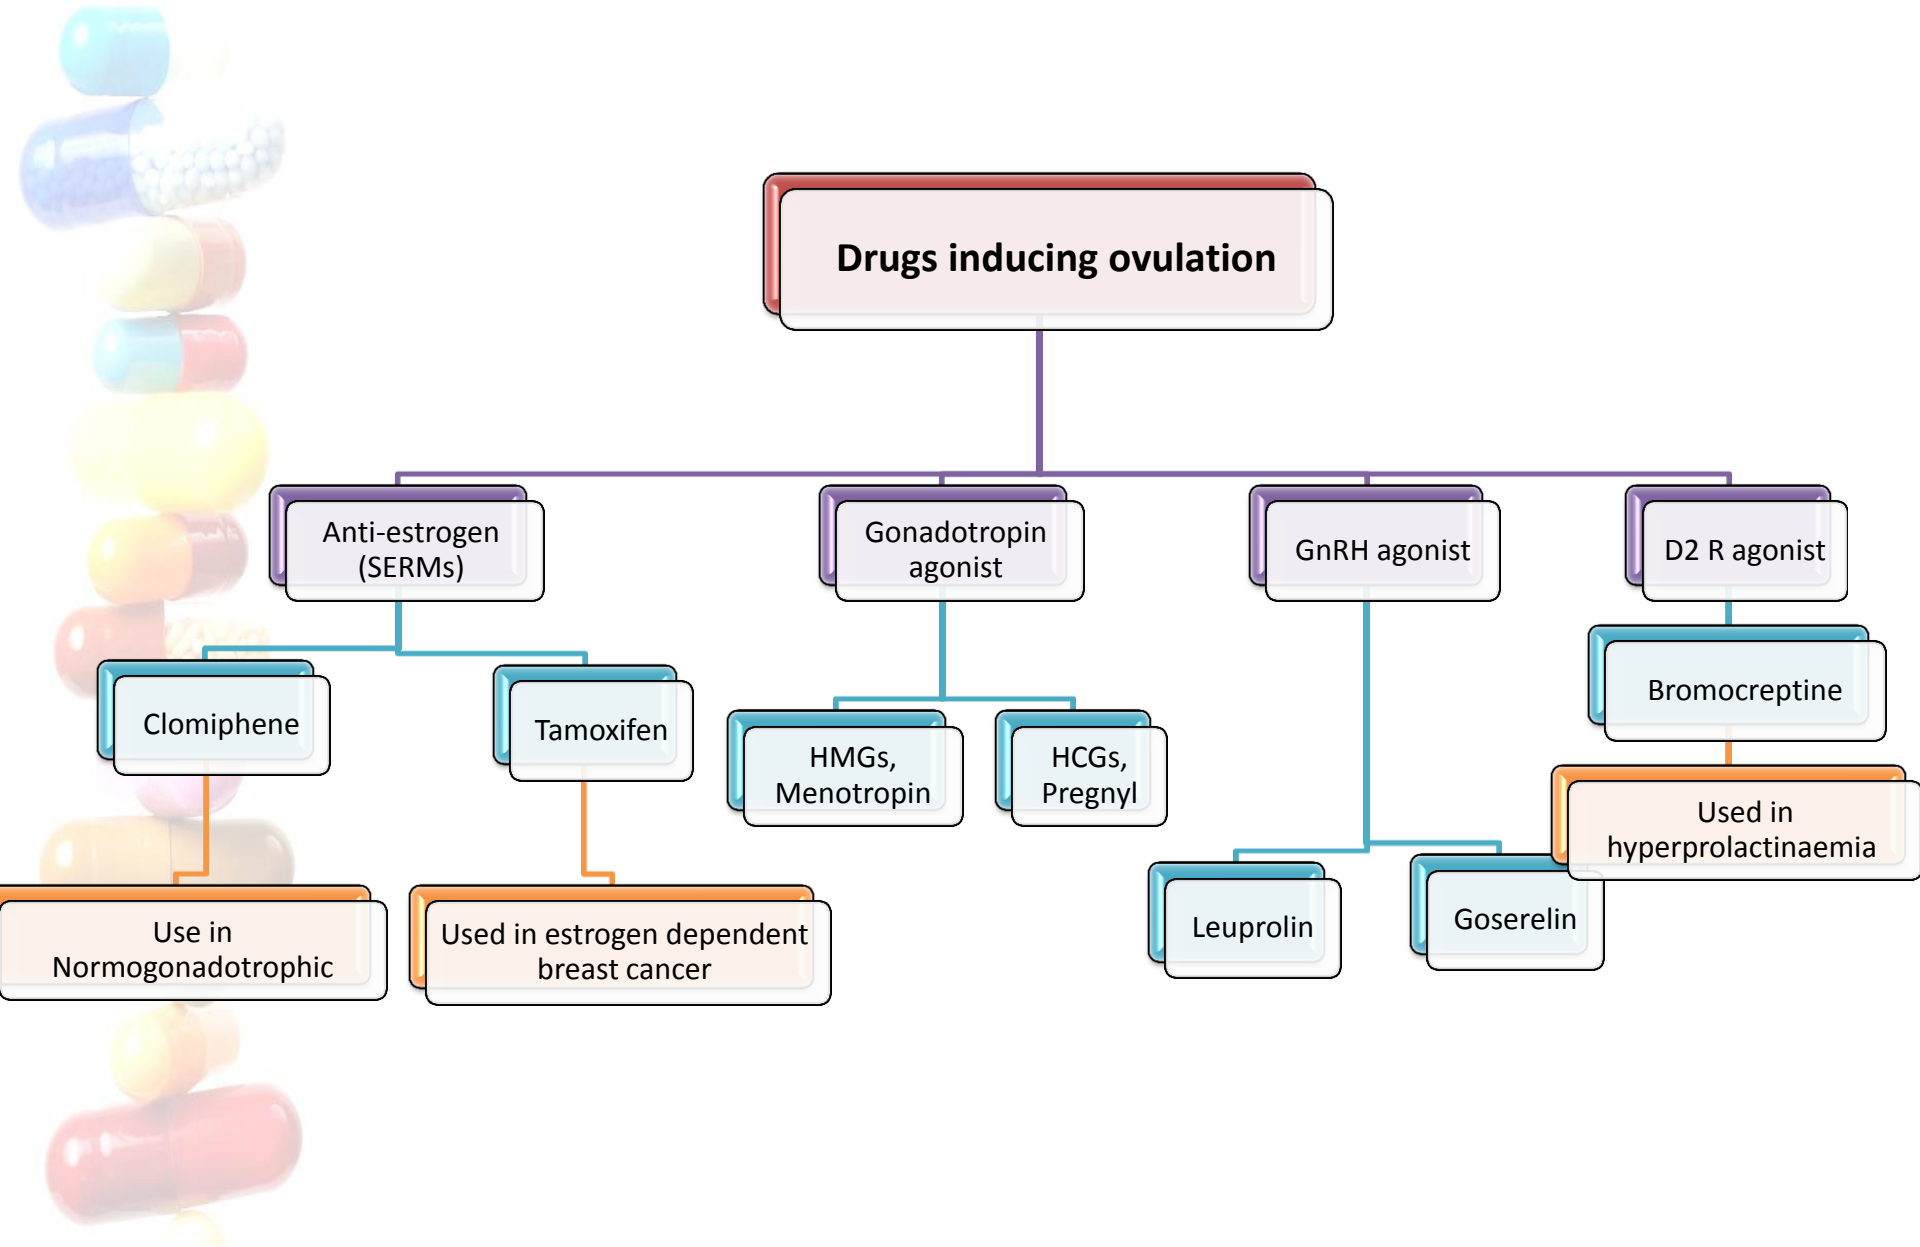 Drugs inducing ovulation
Anti-estrogen
(SERMs)
Gonadotropin
agonist
GnRH agonist
D2 R agonist
Clomiphene
Tamoxifen
HMGs,
Menotropin
HCGs,
Pregnyl
Bromocreptine
Used in
hyperprolactinaemia
Leuprolin
Goserelin
Use in
Normogonadotrophic
Used in estrogen dependent
breast cancer